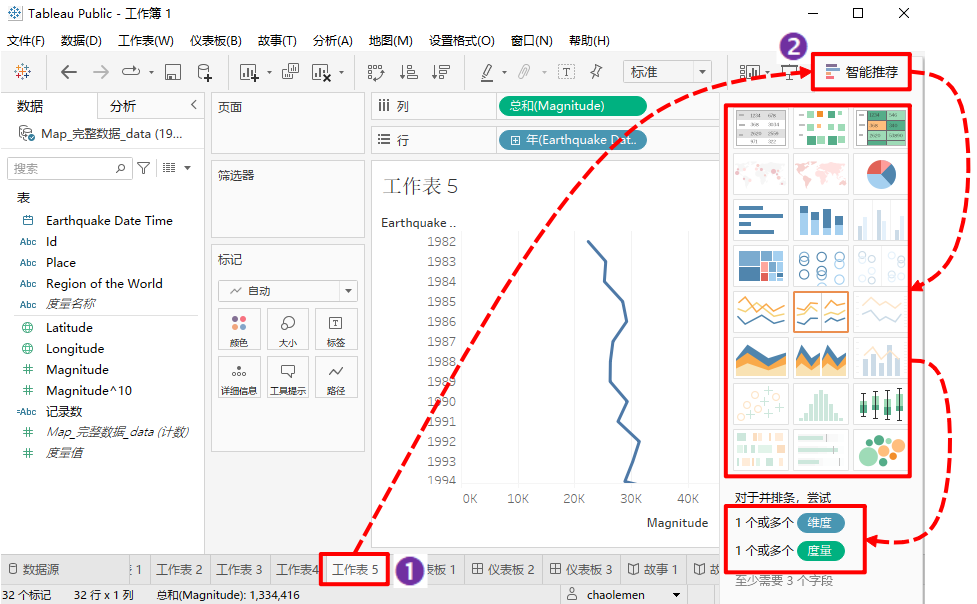 Tableau Public - 工作簿 1
文件(F) 数据(D) 工作表(W) 仪表板(B) 故事(T) 分析(A) 地图(M) 设置格式(O) 窗口(N) 帮助(H)
2
标准
智能推荐
数据 分析
Map_完整数据_data (19...
搜索
表
Earthquake Date Time
Abc Id
Abc Place
Abc Region of the World
Abc 度量名称
Latitude
Longitude
# Magnitude
# Magnitude^10
=Abc 记录数
# Map_完整数据_data (计数)
# 度量值
页面
筛选器
标记
自动
颜色 大小 标签
详细信息 工具提示 路径
列 总和(Magnitude)
行 年(Earthquake Dat..
工作表 5
Earthquake ..
1982
1983
1984
1985
1986
1987
1988
1989
1990
1991
1992
1993
1994
0K 10K 20K 30K 40K
Magnitude
对于并排条，尝试
1 个或多个 维度
1 个或多个 度量
至少需要 3 个字段
数据源 1 工作表 2 工作表 3 工作表4 工作表 5 1 表板 1 仪表板 2 仪表板 3 故事 1
32 个标记 32 行 x 1 列 总和(Magnitude): 1,334,416 chaolemen